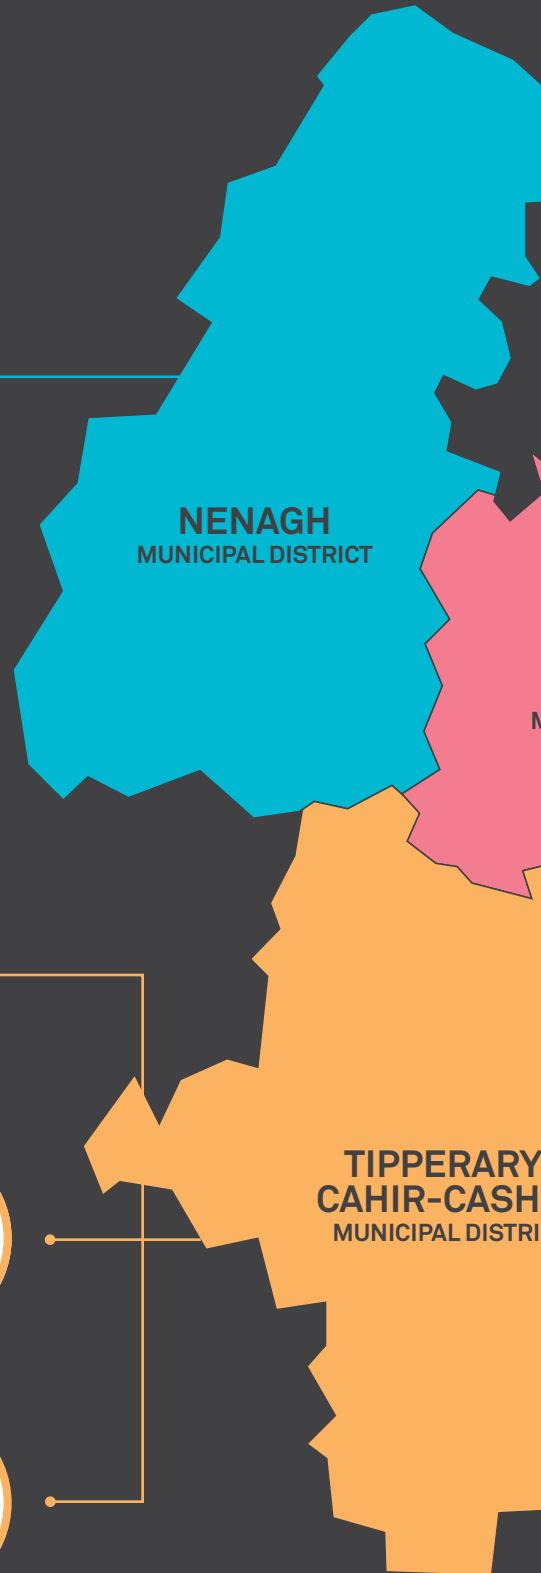 NENAGH
MUNICIPAL DISTRICT
M
TIPPERARY
CAHIR-CASH
MUNICIPAL DISTRI